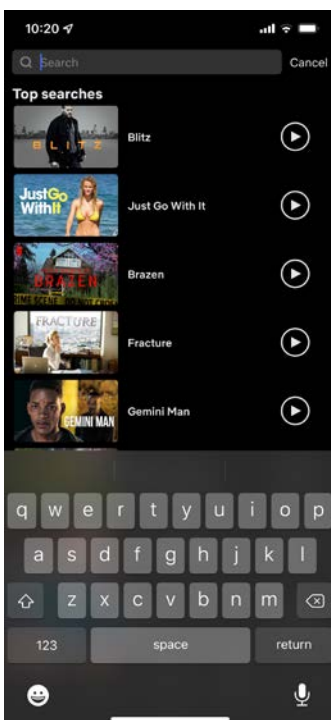 10:20
Search
Cancel
Top searches
BLITZ
Blitz
Just Go
With It
Just Go With It
BRAZEN
Brazen
FRACTURE
Fracture
GEMINI MAN
Gemini Man
q w e r t y u i o p
a s d f g h j k l
z x c v b n m
123 space return